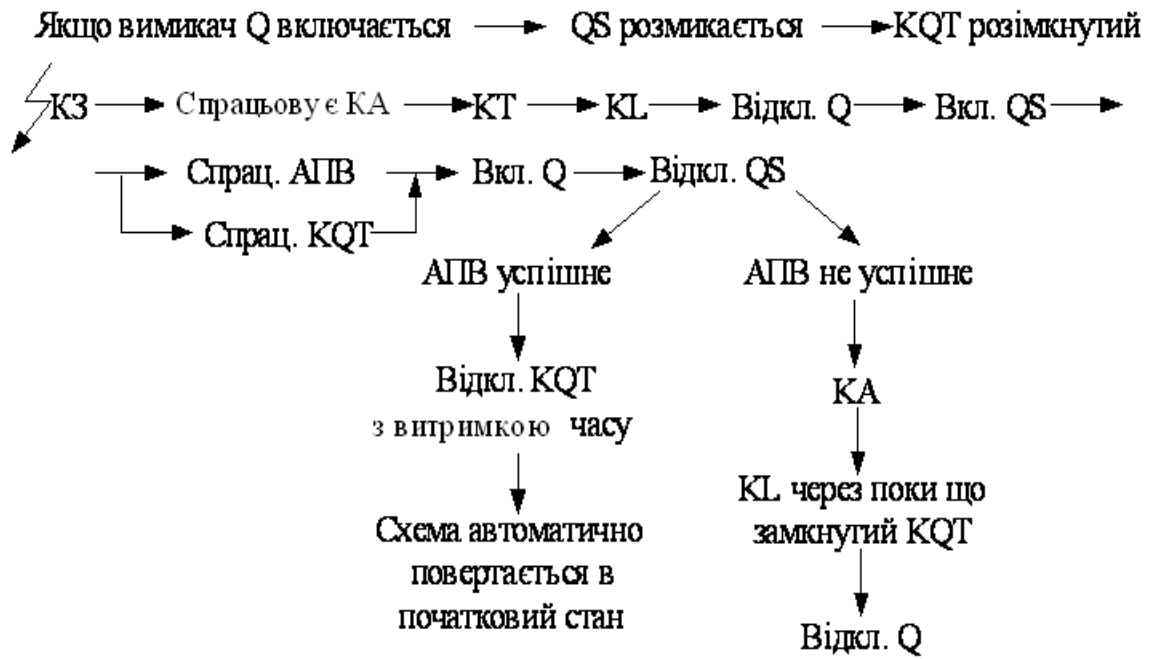 Якщо вимикач Q включається QS розмикається KQT розімкнутий
КЗ Спрацьовує КА КТ KL Відкл. Q Вкл. QS
Спрац. АПВ Вкл. Q Відкл. QS
Спрац. KQT
АПВ успішне АПВ не успішне
Відкл. KQT
з витримкою часу
КА
KL через поки що
замкнутий KQT
Схема автоматично
повертається в
початковий стан
Відкл. Q